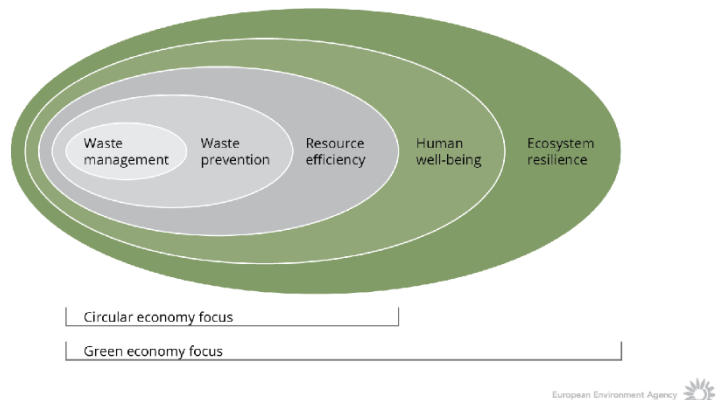 Waste
management
Waste
prevention
Resource
efficiency
Human
well-being
Ecosystem
resilience
Circular economy focus
Green economy focus
European Environment Agency